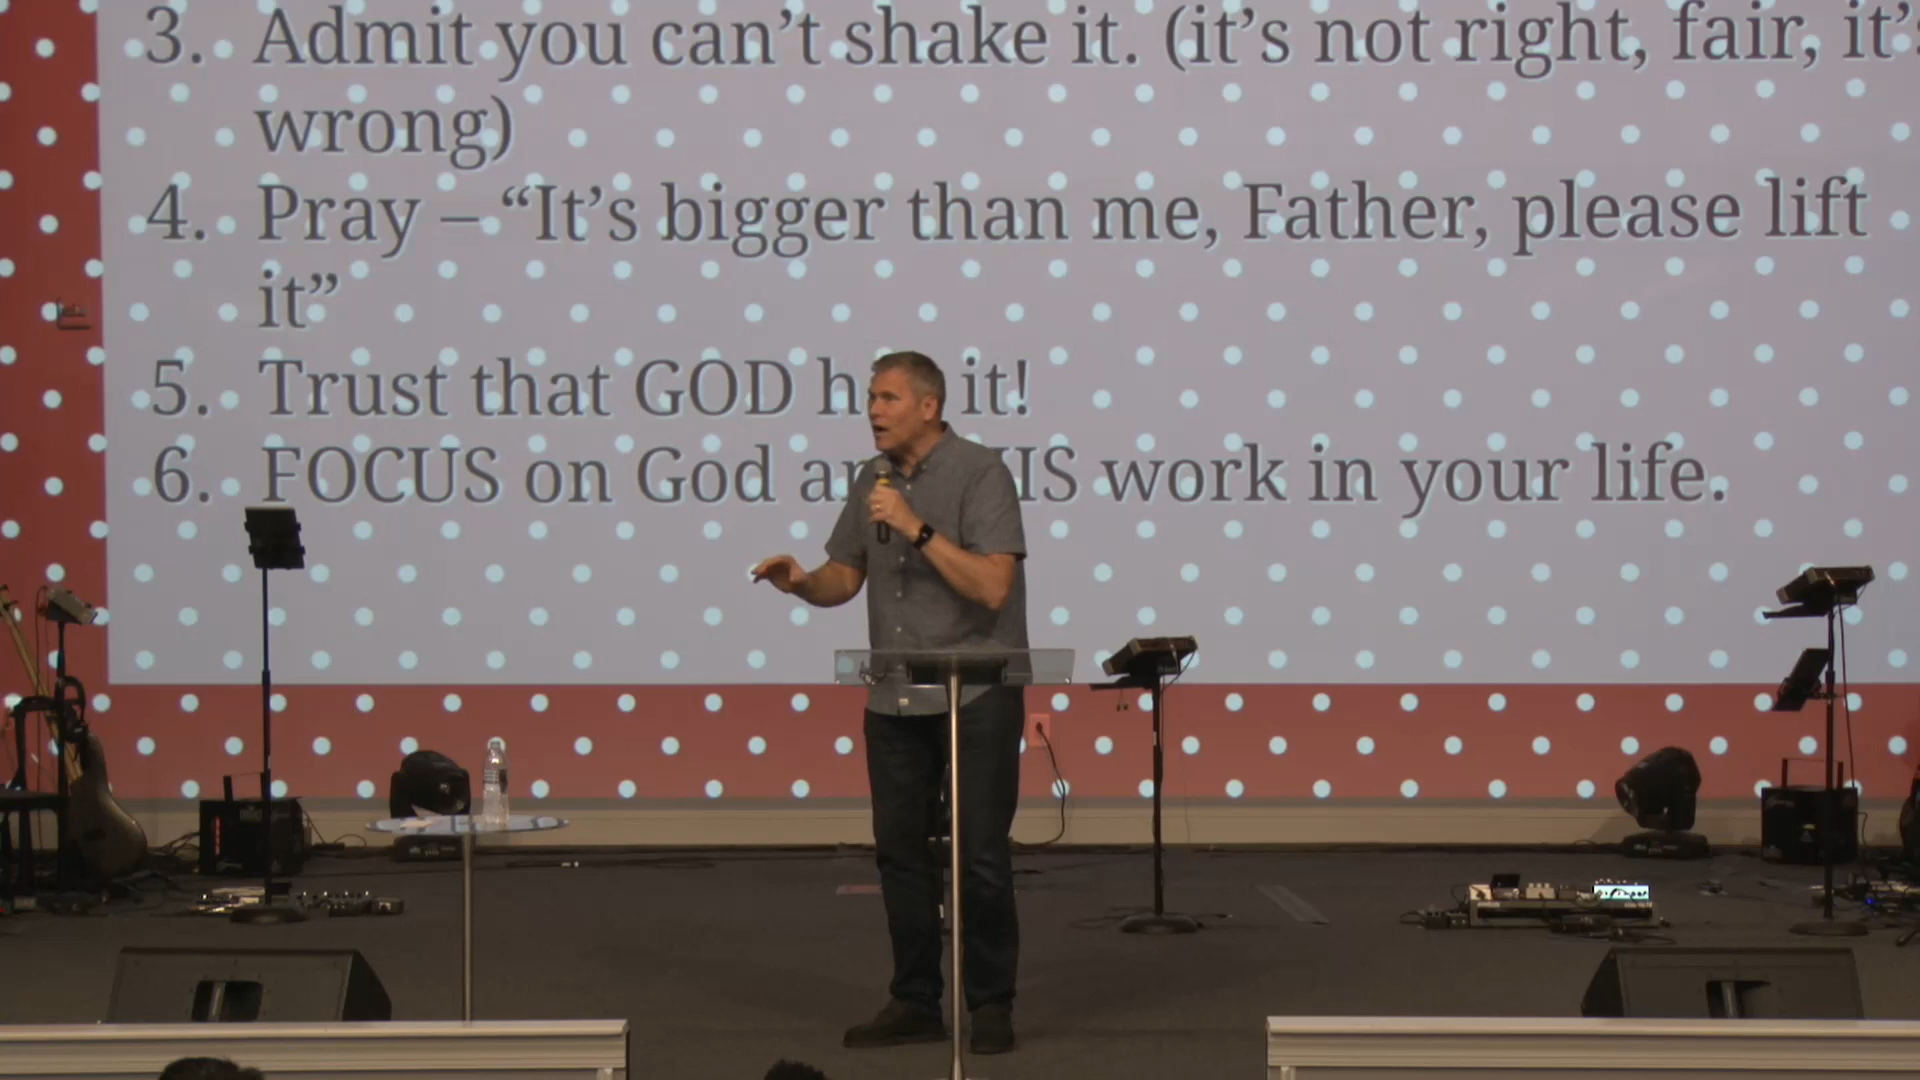 3. Admit you can’t shake it. (it’s not right, fair, it’s
wrong)
4. Pray – “It’s bigger than me, Father, please lift
it”
5. Trust that GOD it!
6. FOCUS on God work in your life.